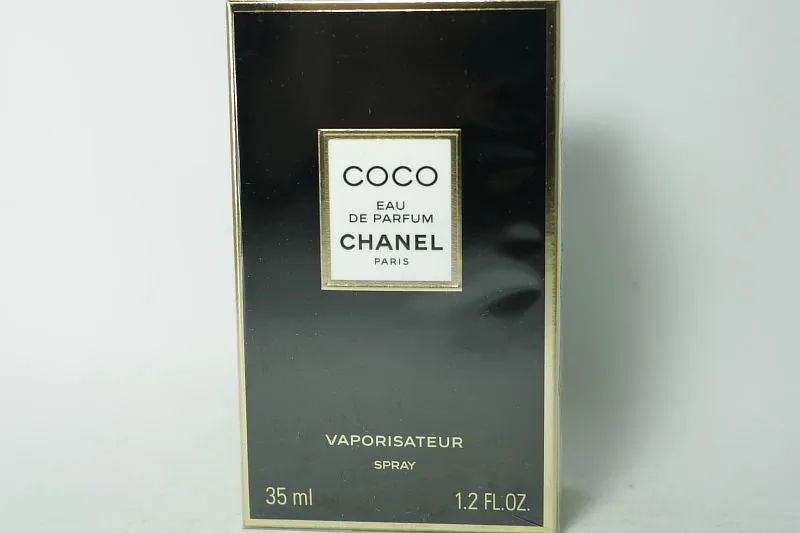 COCO
EAU
DE PARFUM
CHANEL
PARIS
VAPORISATEUR
SPRAY
35 ml
1.2 FL.OZ.